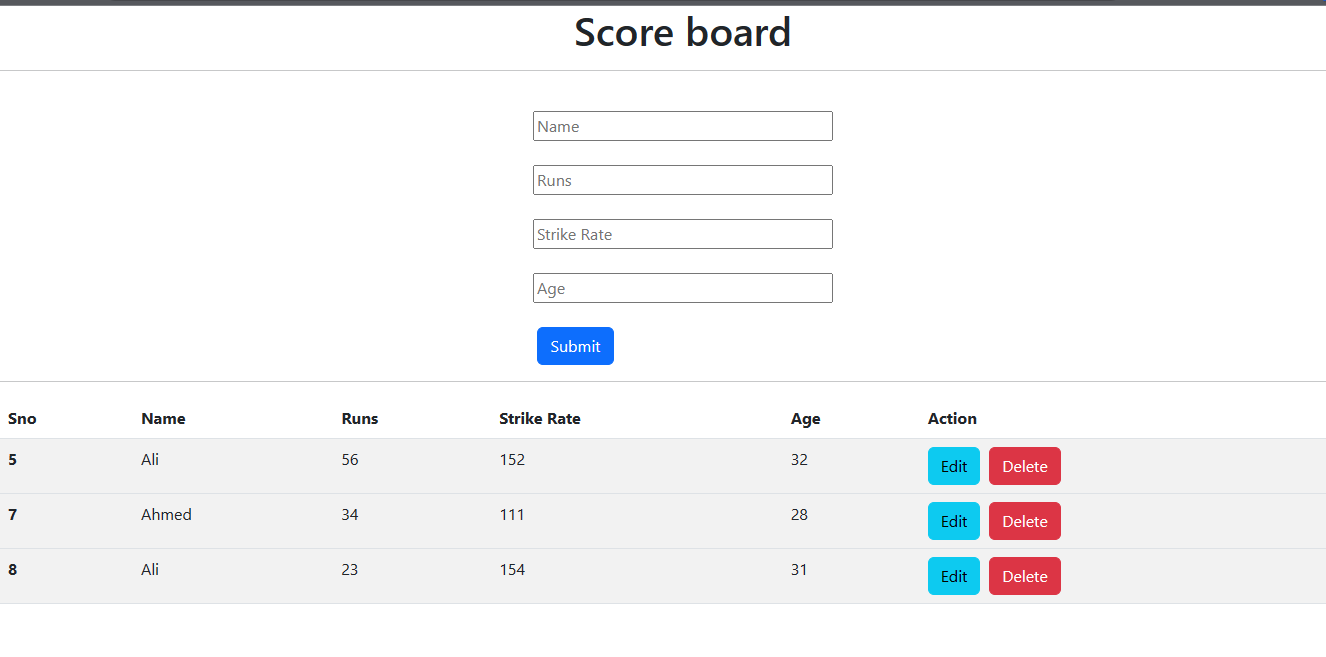 Score board
Name
Runs
Strike Rate
Age
Submit
Sno Name Runs Strike Rate Age Action
5 Ali 56 152 32 Edit Delete
7 Ahmed 34 111 28 Edit Delete
8 Ali 23 154 31 Edit Delete